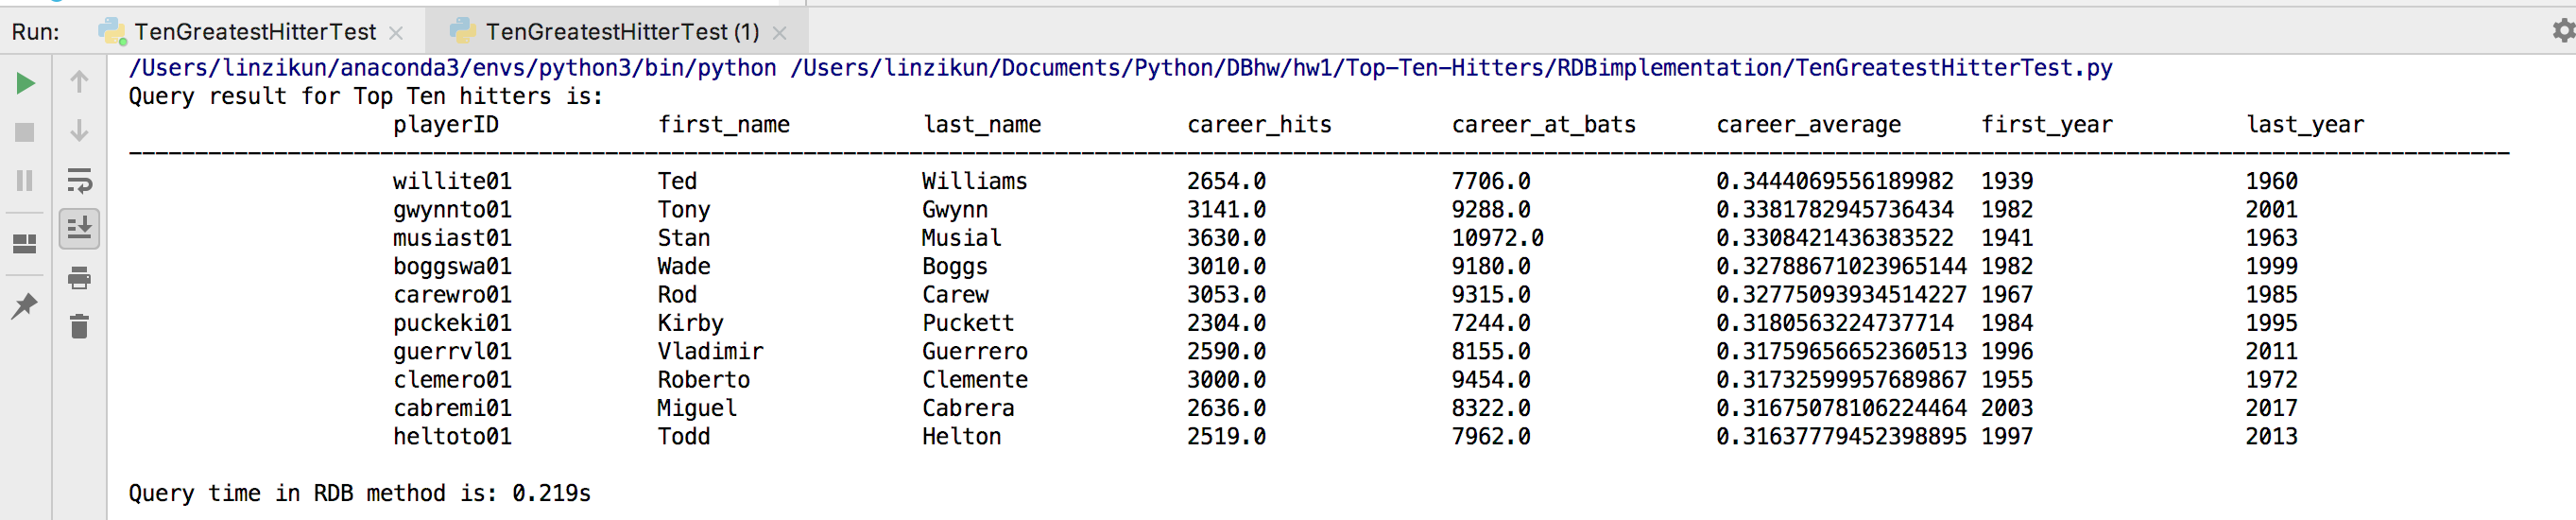 Run: TenGreatestHitterTest TenGreatestHitterTest (1)
/Users/linzikun/anaconda3/envs/python3/bin/python /Users/linzikun/Documents/Python/DBhw/hw1/Top-Ten-Hitters/RDBimplementation/TenGreatestHitterTest.py
Query result for Top Ten hitters is:
playerID first_name last_name career_hits career_at_bats career_average first_year last_year
--------------------------------------------------------------------------------------------------------------------------------------------------------------------------------------
willite01 Ted Williams 2654.0 7706.0 0.3444069556189982 1939 1960
gwynnto01 Tony Gwynn 3141.0 9288.0 0.3381782945736434 1982 2001
musiast01 Stan Musial 3630.0 10972.0 0.3308421436383522 1941 1963
boggswa01 Wade Boggs 3010.0 9180.0 0.32788671023965144 1982 1999
carewro01 Rod Carew 3053.0 9315.0 0.32775093934514227 1967 1985
puckeki01 Kirby Puckett 2304.0 7244.0 0.3180563224737714 1984 1995
guerrvl01 Vladimir Guerrero 2590.0 8155.0 0.31759656652360513 1996 2011
clemero01 Roberto Clemente 3000.0 9454.0 0.31732599957689867 1955 1972
cabremi01 Miguel Cabrera 2636.0 8322.0 0.31675078106224464 2003 2017
heltoto01 Todd Helton 2519.0 7962.0 0.31637779452398895 1997 2013
Query time in RDB method is: 0.219s